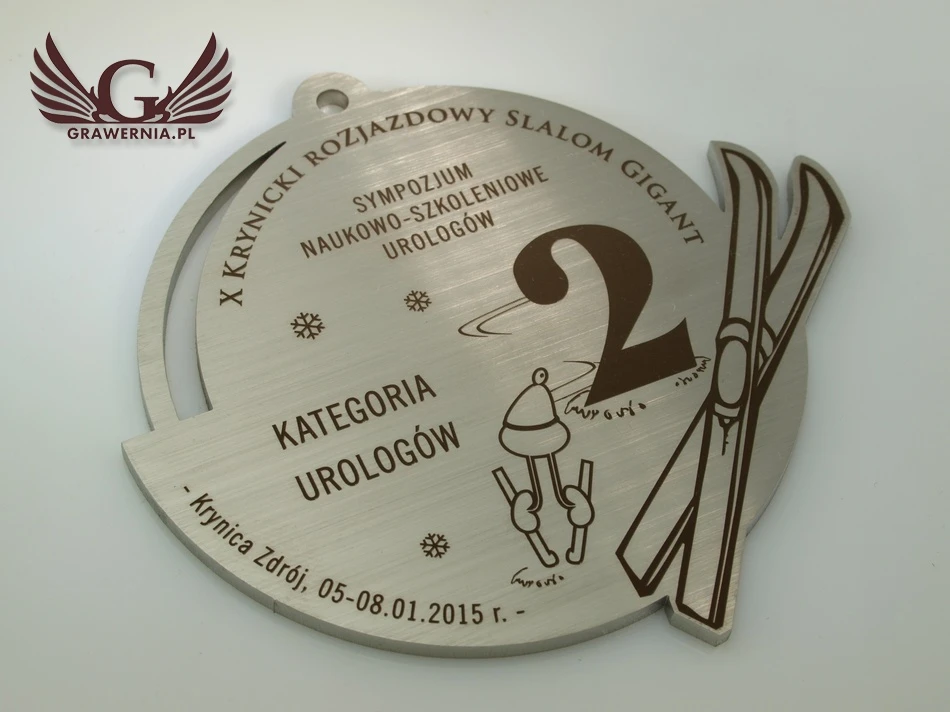 G
GRAWERNIA.PL
X KRYNICKI ROZJAZDOWY SLALOM GIGANT
SYMPOZJUM
NAUKOWO-SZKOLENIOWE
UROLOGÓW
2
KATEGORIA
UROLOGÓW
- Krynica Zdrój, 05-08.01.2015 r. -